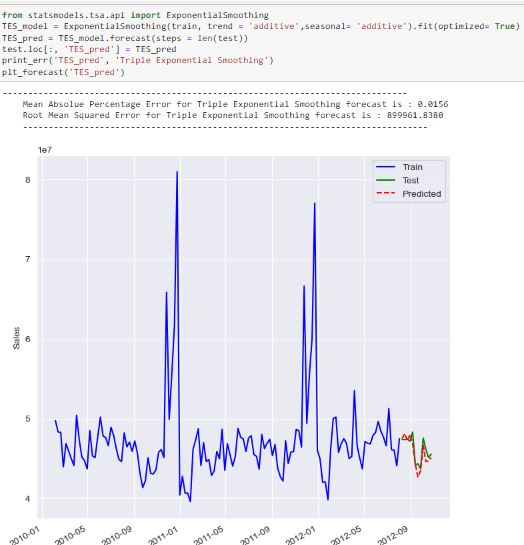 from statsmodels.tsa.api import ExponentialSmoothing
TES_model = ExponentialSmoothing(train, trend = 'additive',seasonal= 'additive').fit(optimized= True)
TES_pred = TES_model.forecast(steps = len(test))
test.loc[:, 'TES_pred'] = TES_pred
print_err('TES_pred', 'Triple Exponential Smoothing')
plt_forecast('TES_pred')
--------------------------------------------------------------------------------
Mean Absolue Percentage Error for Triple Exponential Smoothing forecast is : 0.0156
Root Mean Squared Error for Triple Exponential Smoothing forecast is : 899961.8380
--------------------------------------------------------------------------------
1e7
Train
Test
Predicted
8
7
6
5
4
Sales
2010-01
2010-05
2010-09
2011-01
2011-05
2011-09
2012-01
2012-05
2012-09